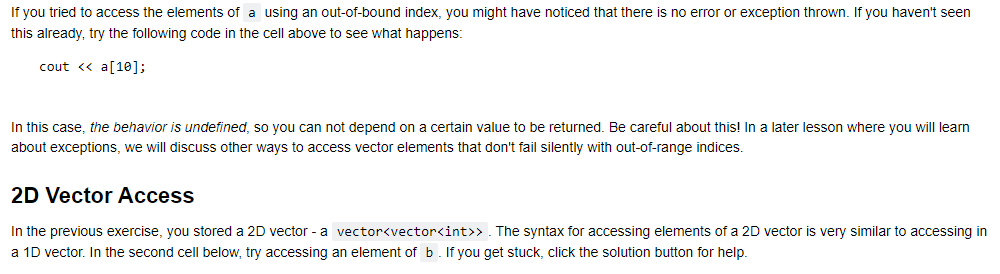 If you tried to access the elements of a using an out-of-bound index, you might have noticed that there is no error or exception thrown. If you haven't seen
this already, try the following code in the cell above to see what happens:
cout << a[10];
In this case, the behavior is undefined, so you can not depend on a certain value to be returned. Be careful about this! In a later lesson where you will learn
about exceptions, we will discuss other ways to access vector elements that don't fail silently with out-of-range indices.
2D Vector Access
In the previous exercise, you stored a 2D vector - a vector<vector<int>> . The syntax for accessing elements of a 2D vector is very similar to accessing in
a 1D vector. In the second cell below, try accessing an element of b . If you get stuck, click the solution button for help.